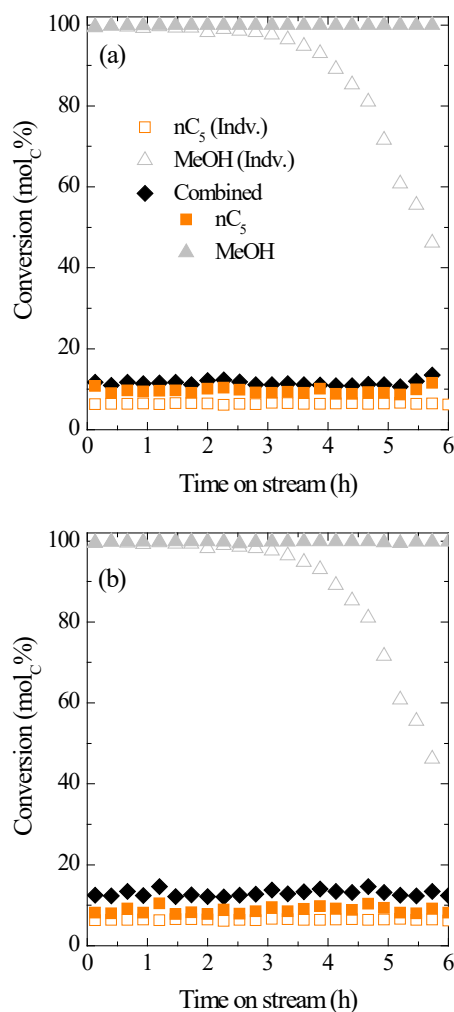 100
(a)
80
60
40
20
0
Conversion (mol_C%)
nC₅ (Indv.)
MeOH (Indv.)
Combined
nC₅
MeOH
0 1 2 3 4 5 6
Time on stream (h)
100
(b)
80
60
40
20
0
Conversion (mol_C%)
0 1 2 3 4 5 6
Time on stream (h)